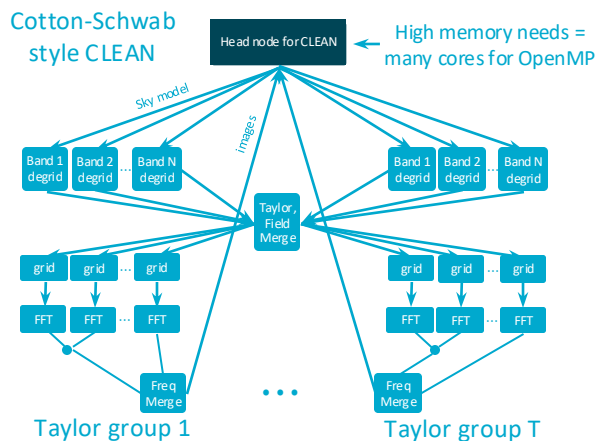 Cotton-Schwab
style CLEAN
Head node for CLEAN
High memory needs =
many cores for OpenMP
Sky model
images
Band 1
degrid
Band 2
degrid
...
Band N
degrid
Band 1
degrid
Band 2
degrid
...
Band N
degrid
Taylor,
Field
Merge
grid
grid
...
grid
grid
grid
...
grid
FFT
FFT
...
FFT
FFT
FFT
...
FFT
Freq
Merge
...
Freq
Merge
Taylor group 1
Taylor group T